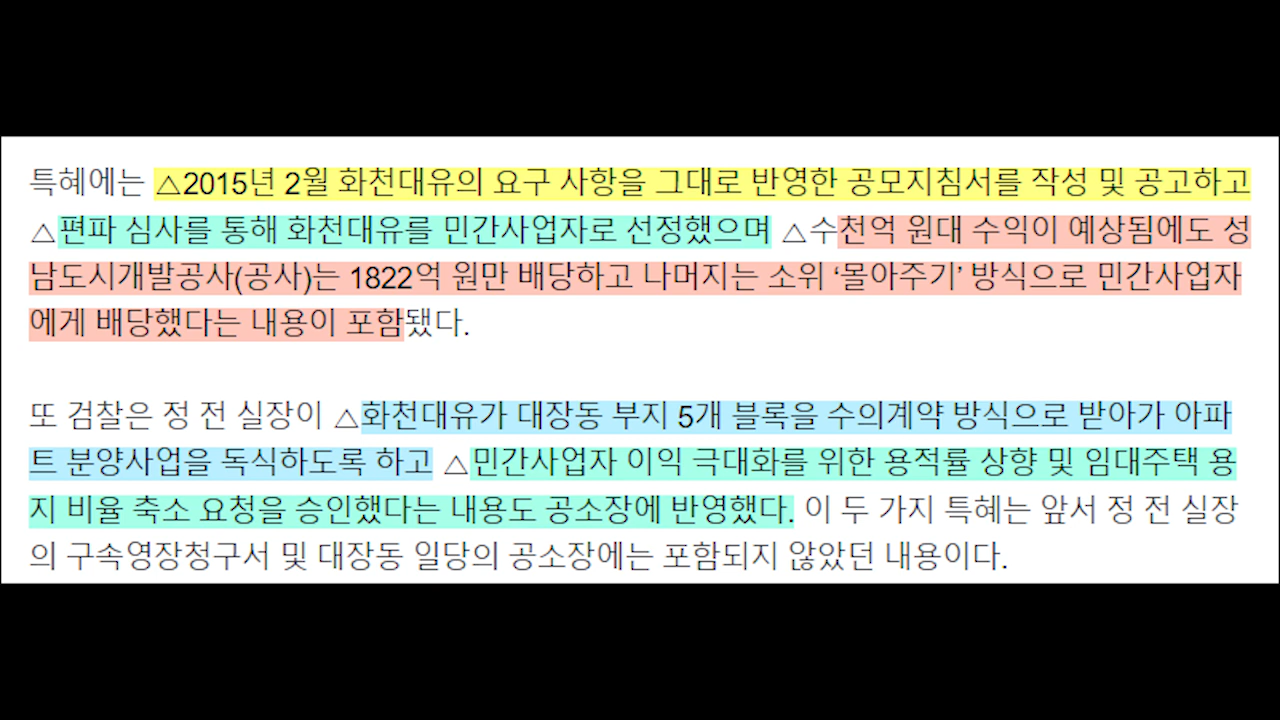 특혜에는 △2015년 2월 화천대유의 요구 사항을 그대로 반영한 공모지침서를 작성 및 공고하고
△편파 심사를 통해 화천대유를 민간사업자로 선정했으며 △수천억 원대 수익이 예상됨에도 성
남도시개발공사(공사)는 1822억 원만 배당하고 나머지는 소위 ‘몰아주기’ 방식으로 민간사업자
에게 배당했다는 내용이 포함됐다.
또 검찰은 정 전 실장이 △화천대유가 대장동 부지 5개 블록을 수의계약 방식으로 받아가 아파
트 분양사업을 독식하도록 하고 △민간사업자 이익 극대화를 위한 용적률 상향 및 임대주택 용
지 비율 축소 요청을 승인했다는 내용도 공소장에 반영했다. 이 두 가지 특혜는 앞서 정 전 실장
의 구속영장청구서 및 대장동 일당의 공소장에는 포함되지 않았던 내용이다.